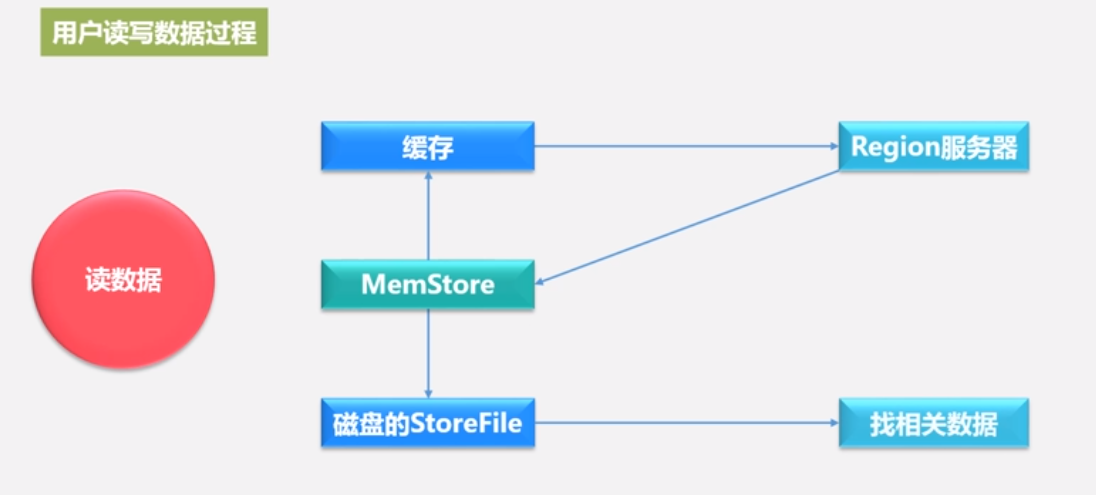 用户读写数据过程
缓存
Region服务器
读数据
MemStore
磁盘的StoreFile
找相关数据